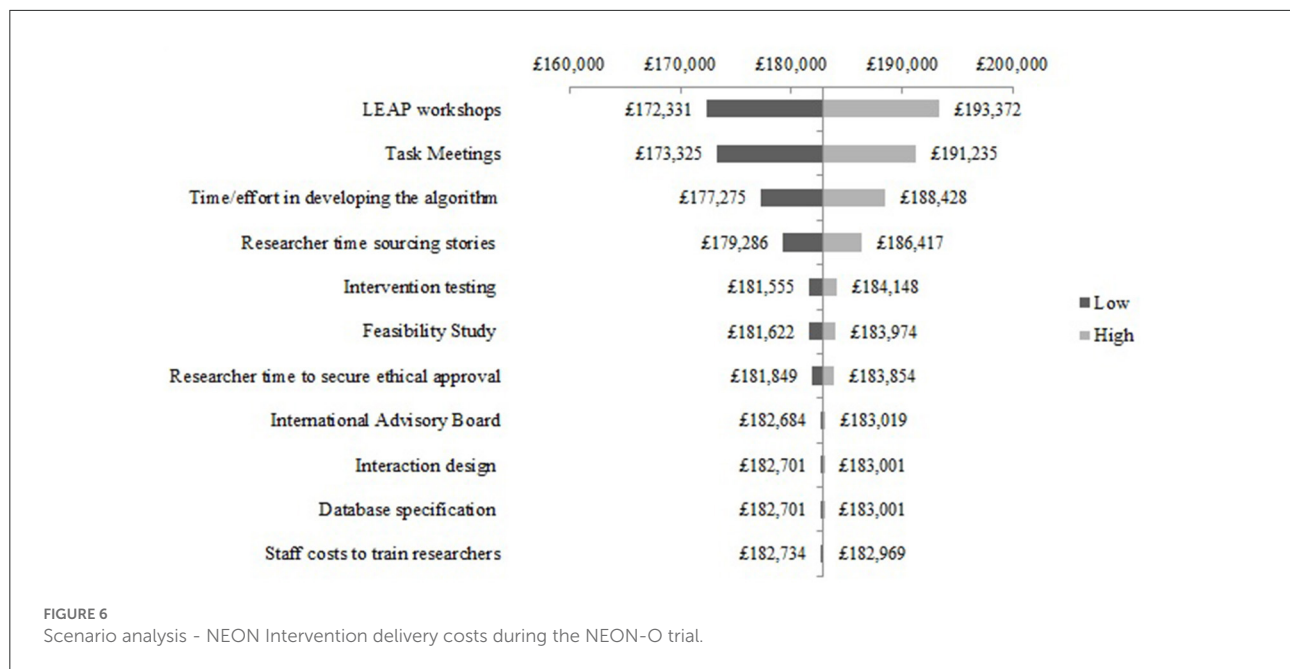 £160,000 £170,000 £180,000 £190,000 £200,000
LEAP workshops £172,331 £193,372
Task Meetings £173,325 £191,235
Time/effort in developing the algorithm £177,275 £188,428
Researcher time sourcing stories £179,286 £186,417
Intervention testing £181,555 £184,148
Feasibility Study £181,622 £183,974
Researcher time to secure ethical approval £181,849 £183,854
International Advisory Board £182,684 £183,019
Interaction design £182,701 £183,001
Database specification £182,701 £183,001
Staff costs to train researchers £182,734 £182,969
Low
High
FIGURE 6
Scenario analysis - NEON Intervention delivery costs during the NEON-O trial.